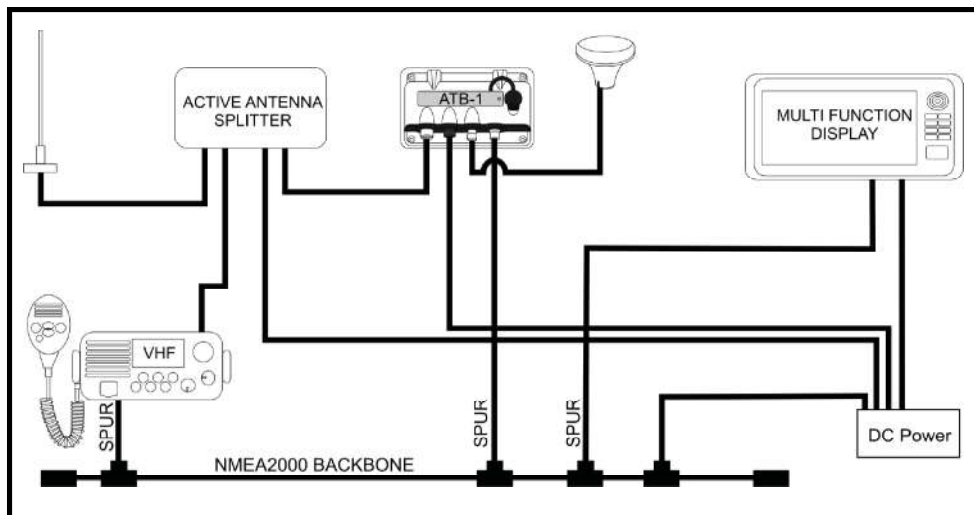 ACTIVE ANTENNA
SPLITTER
ATB-1
MULTI FUNCTION
DISPLAY
VHF
SPUR
SPUR
SPUR
DC Power
NMEA2000 BACKBONE